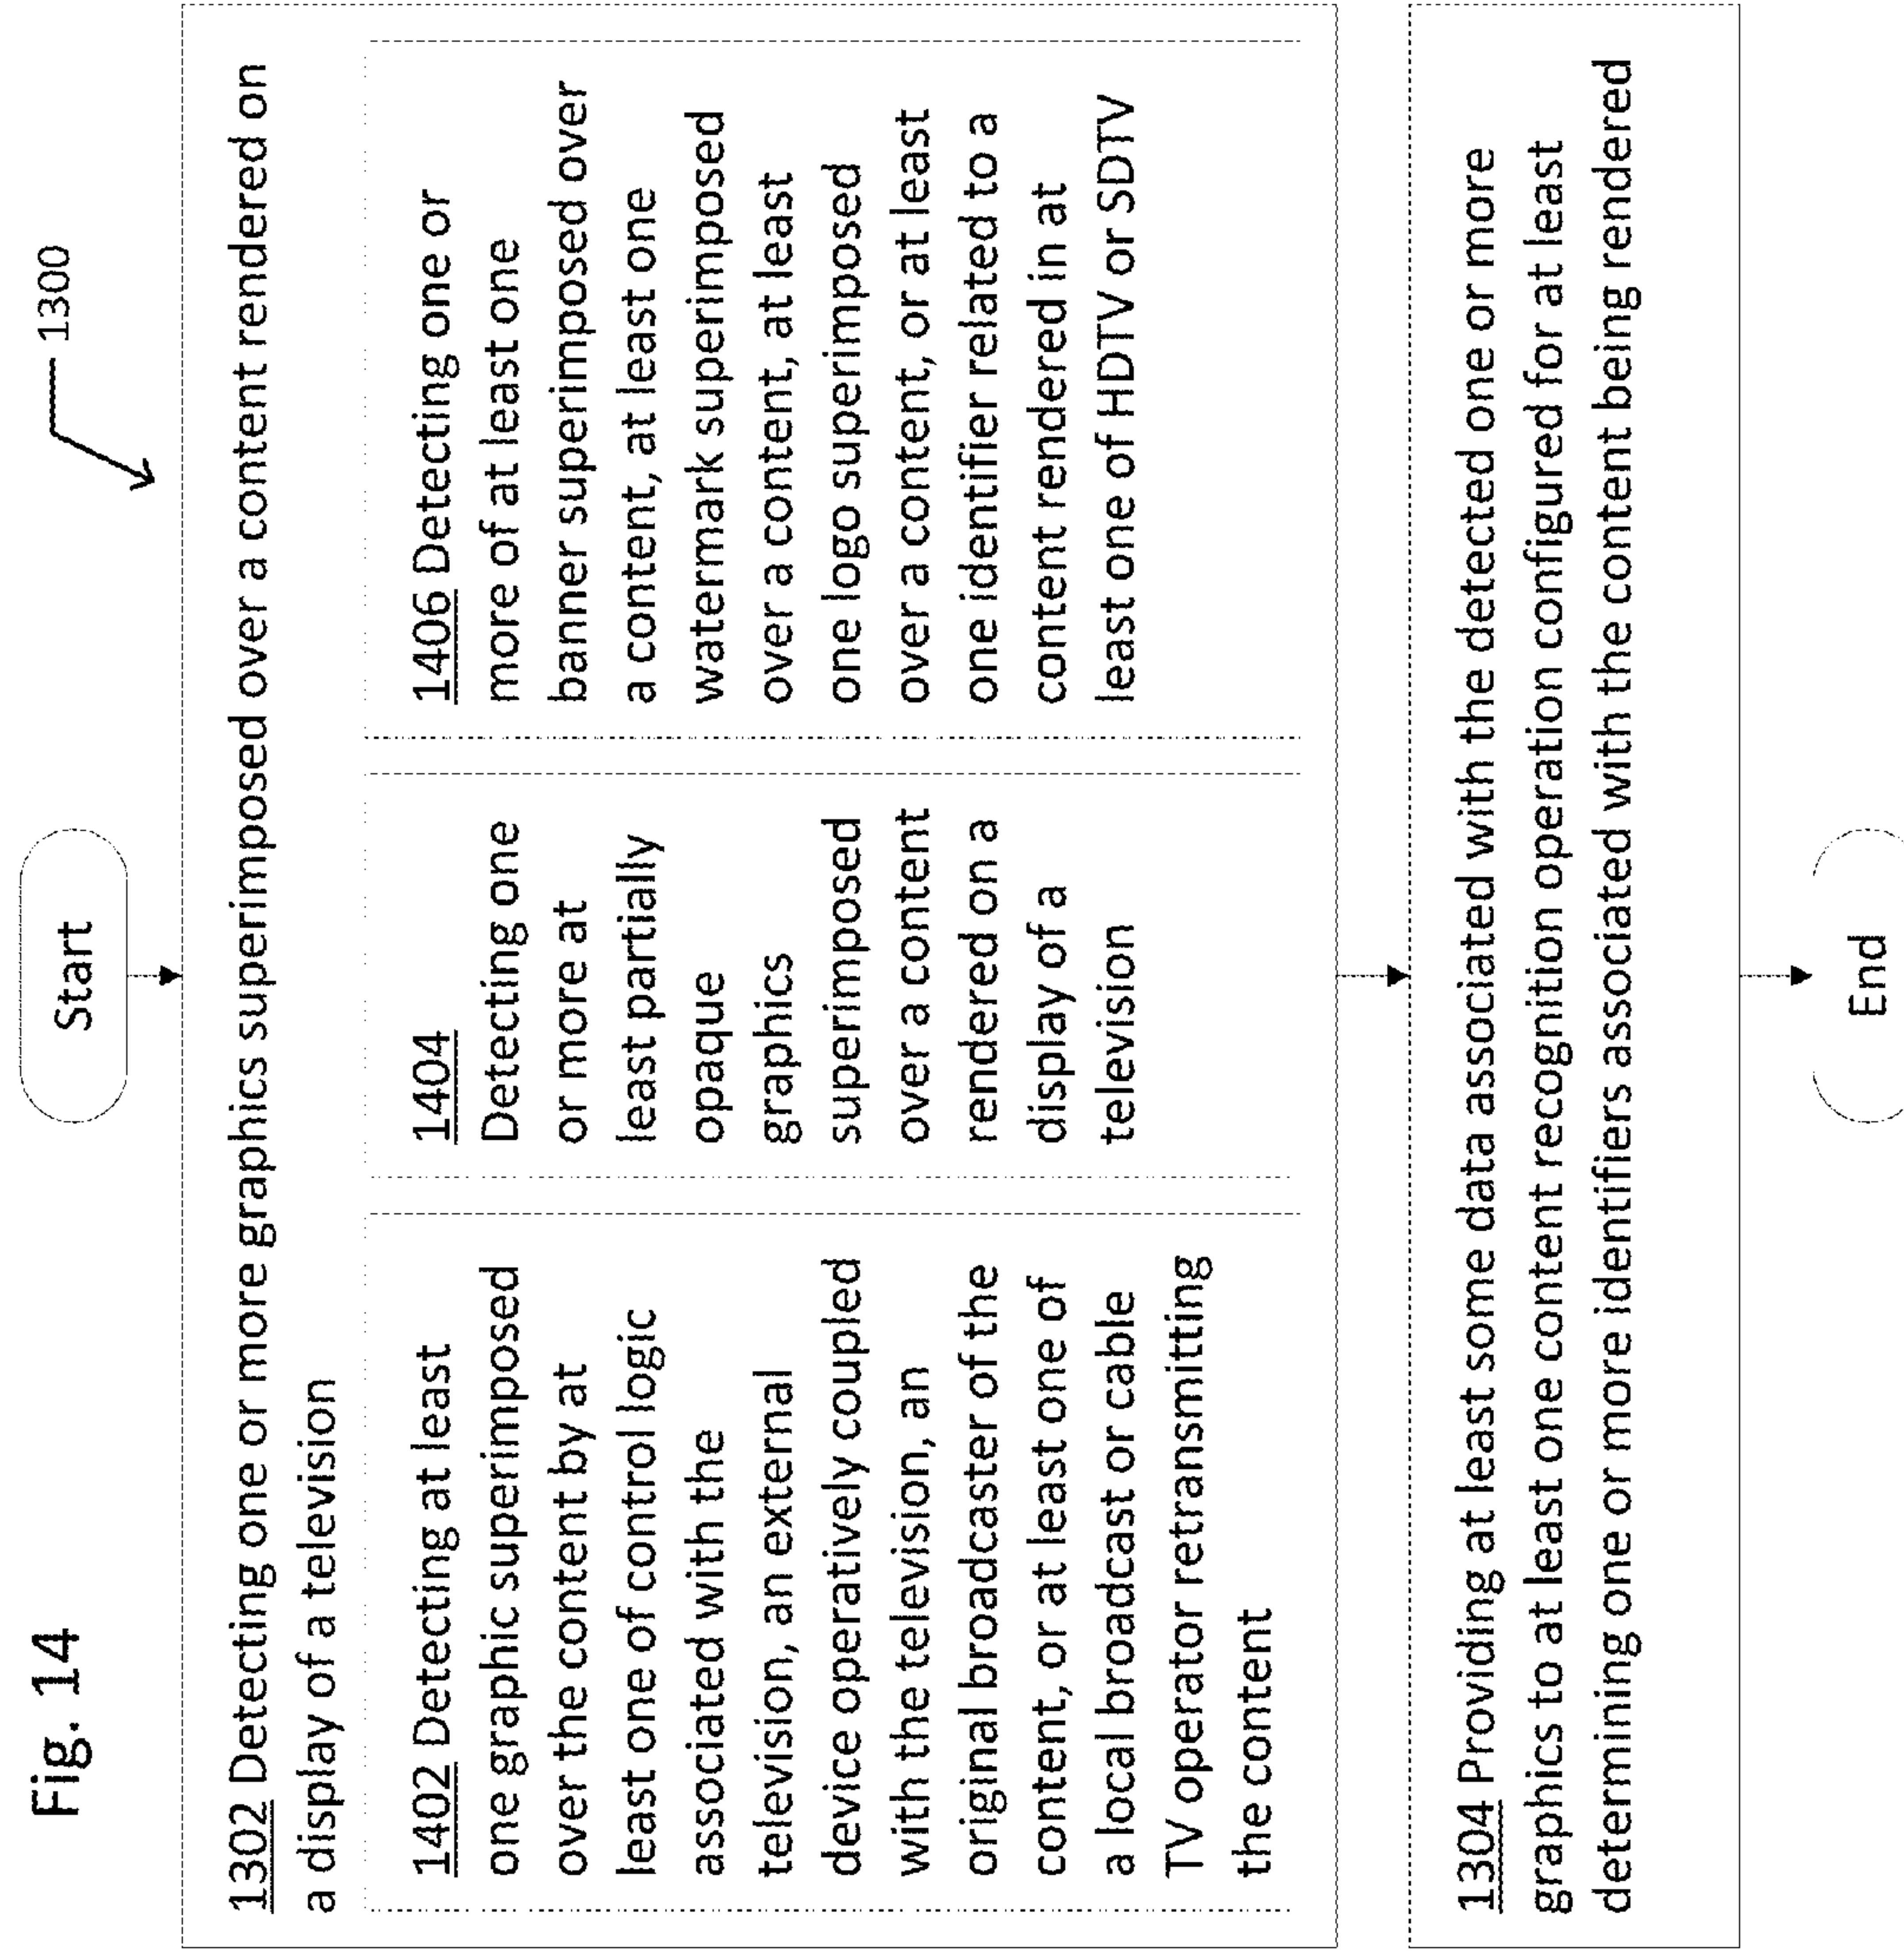 Fig. 14
1300
Start
1302 Detecting one or more graphics superimposed over a content rendered on
a display of a television
1402 Detecting at least
one graphic superimposed
over the content by at
least one of control logic
associated with the
television, an external
device operatively coupled
with the television, an
original broadcaster of the
content, or at least one of
a local broadcast or cable
TV operator retransmitting
the content
1404
Detecting one
or more at
least partially
opaque
graphics
superimposed
over a content
rendered on a
display of a
television
1406 Detecting one or
more of at least one
banner superimposed over
a content, at least one
watermark superimposed
over a content, at least
one logo superimposed
over a content, or at least
one identifier related to a
content rendered in at
least one of HDTV or SDTV
1304 Providing at least some data associated with the detected one or more
graphics to at least one content recognition operation configured for at least
determining one or more identifiers associated with the content being rendered
End